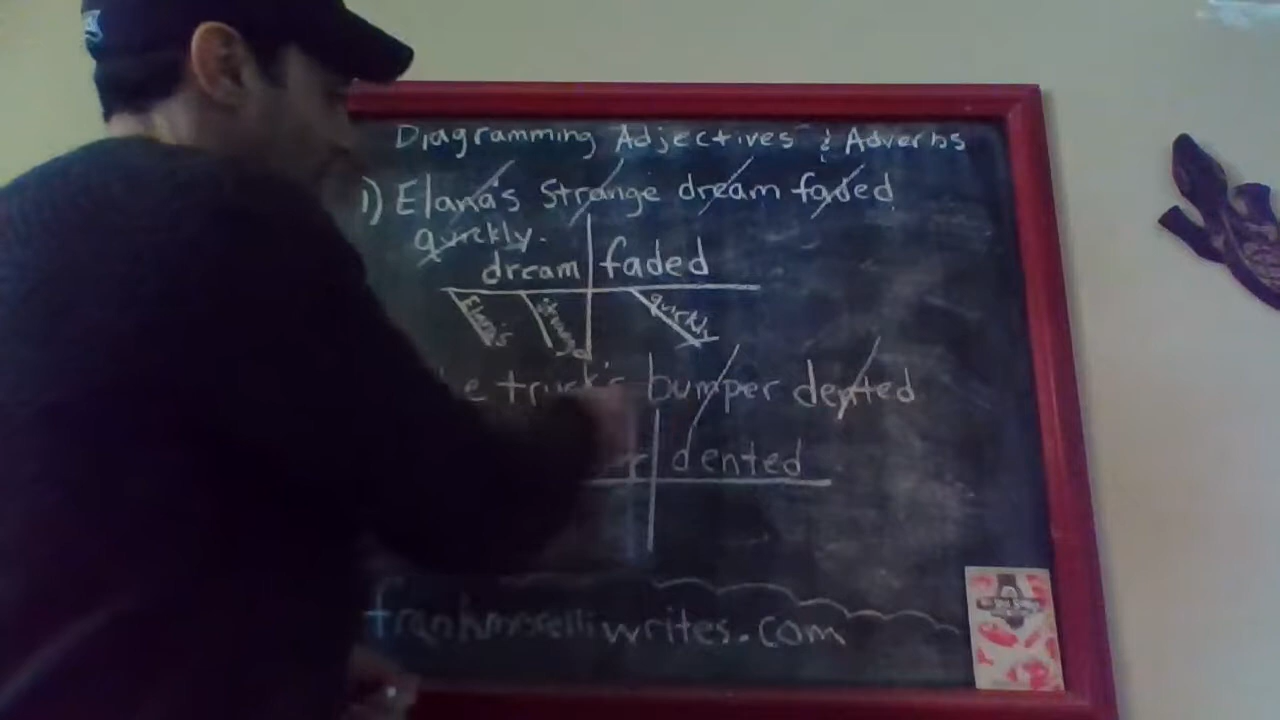 Diagramming Adjectives & Adverbs
1) Elana's Strange dream faded
quickly.
dream faded
Elana's strange quickly
truck's bumper dented
dented
frankmorelliwrites.com